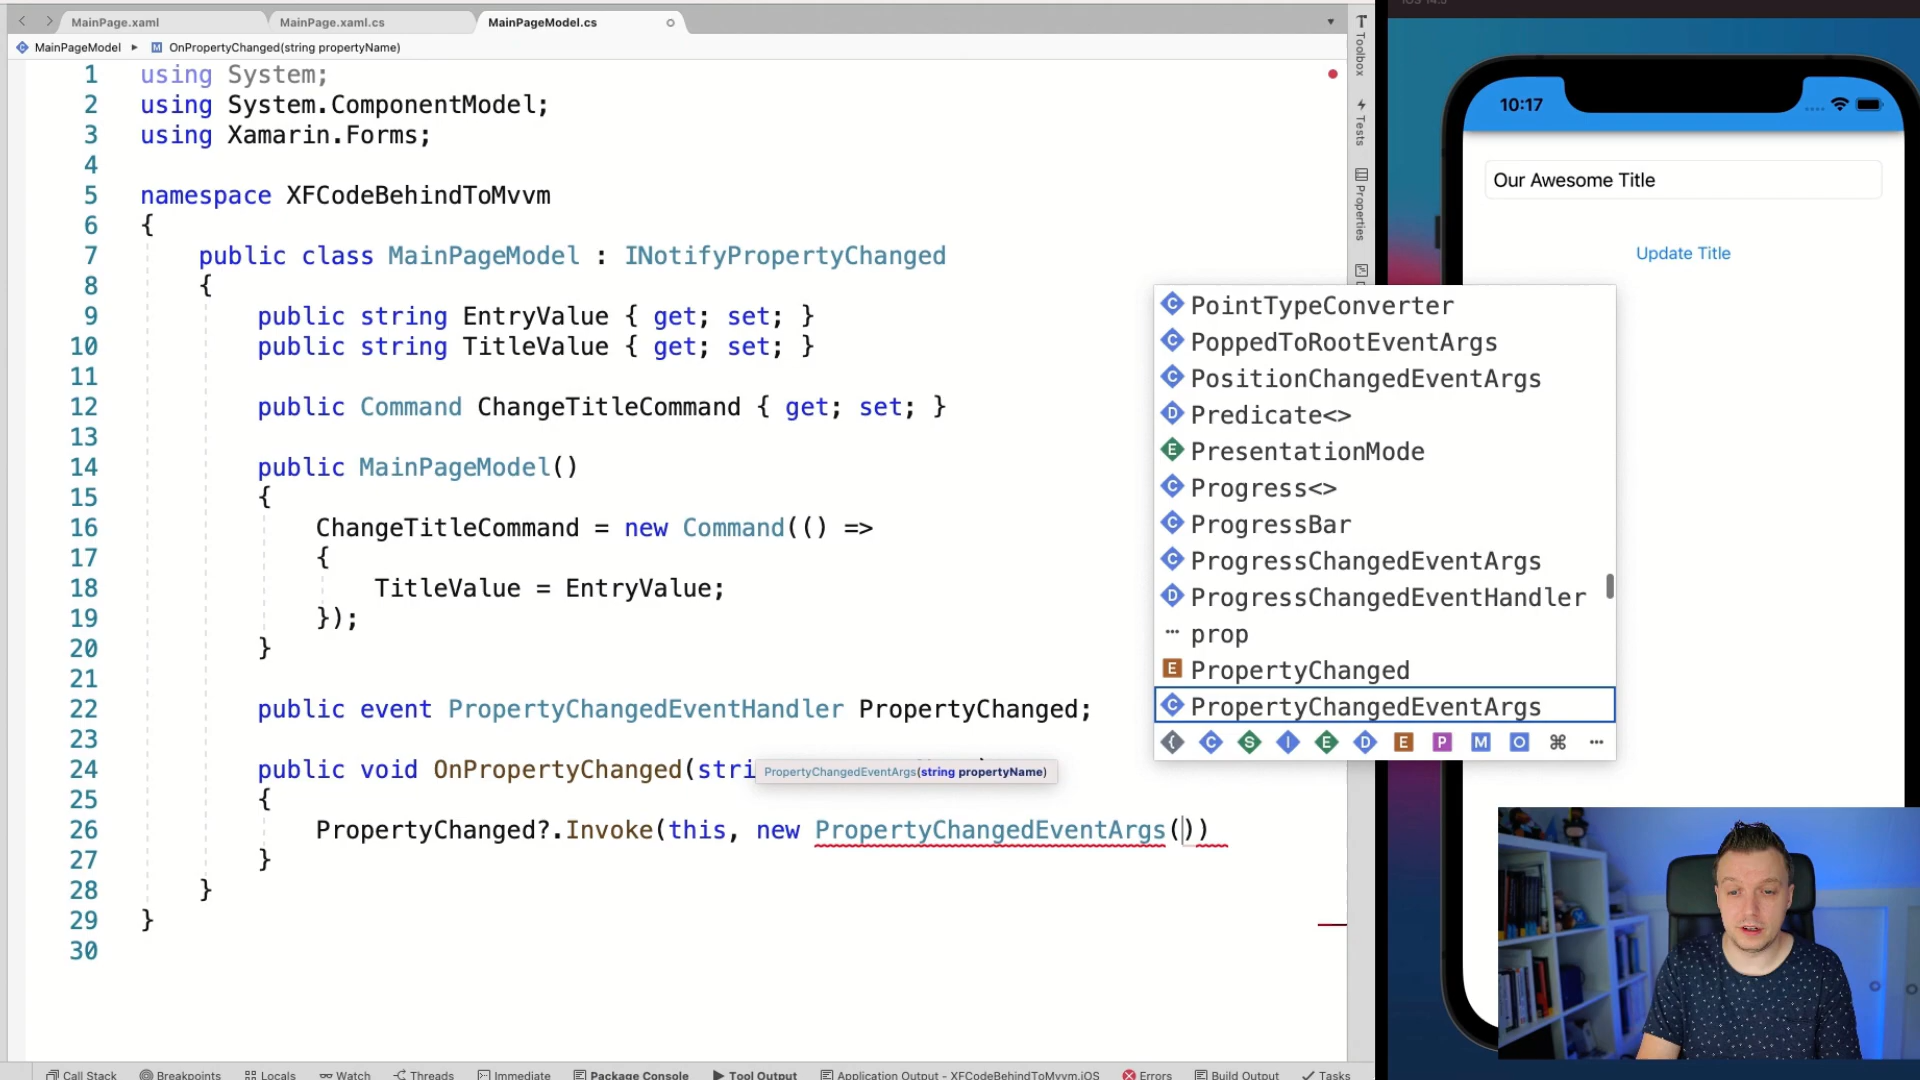 iOS 14.5
MainPage.xaml
MainPage.xaml.cs
MainPageModel.cs
MainPageModel
M OnPropertyChanged(string propertyName)
1 using System;
2 using System.ComponentModel;
3 using Xamarin.Forms;
4
5 namespace XFCodeBehindToMvvm
6 {
7 public class MainPageModel : INotifyPropertyChanged
8 {
9 public string EntryValue { get; set; }
10 public string TitleValue { get; set; }
11
12 public Command ChangeTitleCommand { get; set; }
13
14 public MainPageModel()
15 {
16 ChangeTitleCommand = new Command(() =>
17 {
18 TitleValue = EntryValue;
19 });
20 }
21
22 public event PropertyChangedEventHandler PropertyChanged;
23
24 public void OnPropertyChanged(stri
PropertyChangedEventArgs(string propertyName)
25 {
26 PropertyChanged?.Invoke(this, new PropertyChangedEventArgs())
27 }
28 }
29 }
30
Toolbox
Tests
Properties
C PointTypeConverter
C PoppedToRootEventArgs
C PositionChangedEventArgs
D Predicate<>
E PresentationMode
C Progress<>
C ProgressBar
C ProgressChangedEventArgs
D ProgressChangedEventHandler
prop
E PropertyChanged
C PropertyChangedEventArgs
{ C S I E D E P M O ⌘ ...
10:17
Our Awesome Title
Update Title
Call Stack
Breakpoints
Locals
Watch
Threads
Immediate
Package Console
Tool Output
Application Output - XFCodeBehindToMvvm.iOS
Errors
Build Output
Tasks